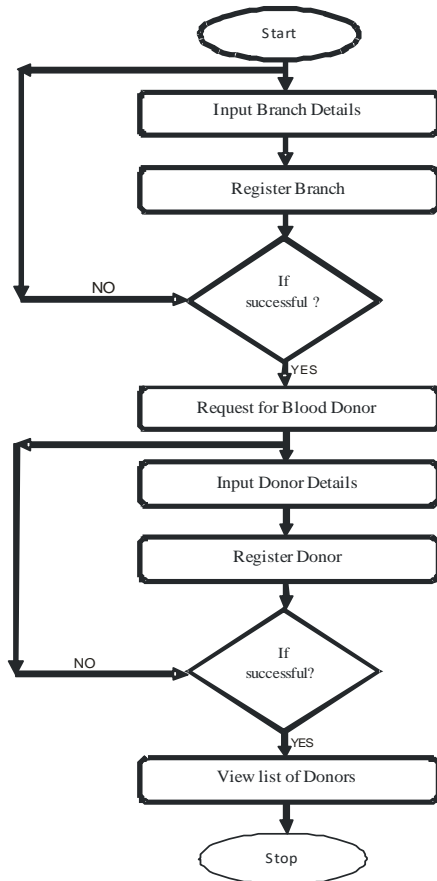 Start
Input Branch Details
Register Branch
If
successful ?
NO
YES
Request for Blood Donor
Input Donor Details
Register Donor
If
successful?
NO
YES
View list of Donors
Stop